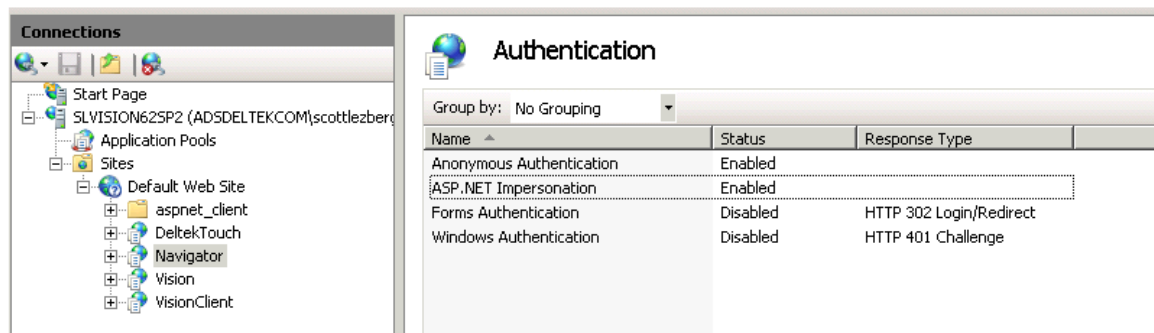 Connections
Start Page
SLVISION62SP2 (ADSDELTEKCOM\scottlezberg
Application Pools
Sites
Default Web Site
aspnet_client
DeltekTouch
Navigator
Vision
VisionClient
Authentication
Group by: No Grouping
Name Status Response Type
Anonymous Authentication Enabled
ASP.NET Impersonation Enabled
Forms Authentication Disabled HTTP 302 Login/Redirect
Windows Authentication Disabled HTTP 401 Challenge